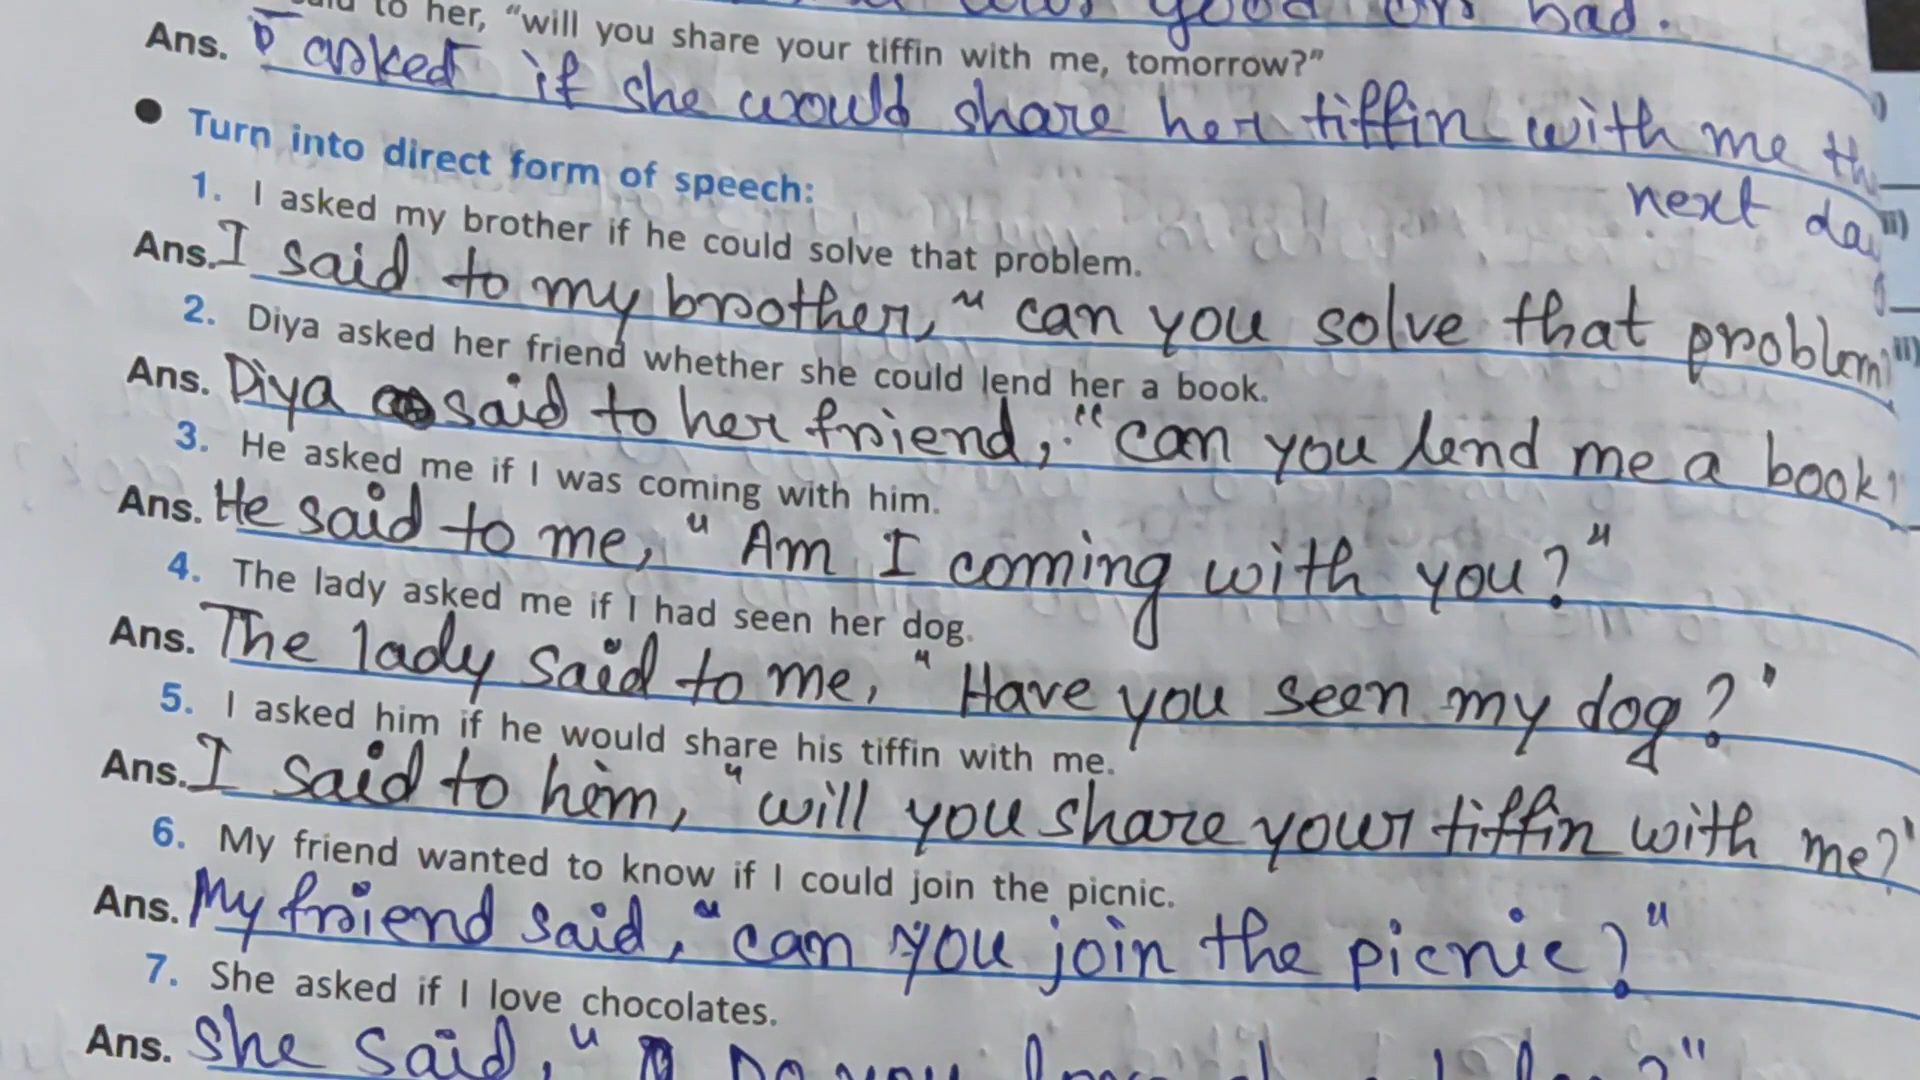 good or bad.
to her, "will you share your tiffin with me, tomorrow?"
Ans. I asked if she would share her tiffin with me
next day
● Turn into direct form of speech:
1. I asked my brother if he could solve that problem.
Ans. I said to my brother, "can you solve that problem
2. Diya asked her friend whether she could lend her a book.
Ans. Diya said to her friend, "can you lend me a book?
3. He asked me if I was coming with him.
Ans. He said to me, "Am I coming with you?"
4. The lady asked me if I had seen her dog.
Ans. The lady said to me, "Have you seen my dog?"
5. I asked him if he would share his tiffin with me.
Ans. I said to him, "will you share your tiffin with me?"
6. My friend wanted to know if I could join the picnic.
Ans. My friend said, "can you join the picnic?"
7. She asked if I love chocolates.
Ans. She said, " Do you